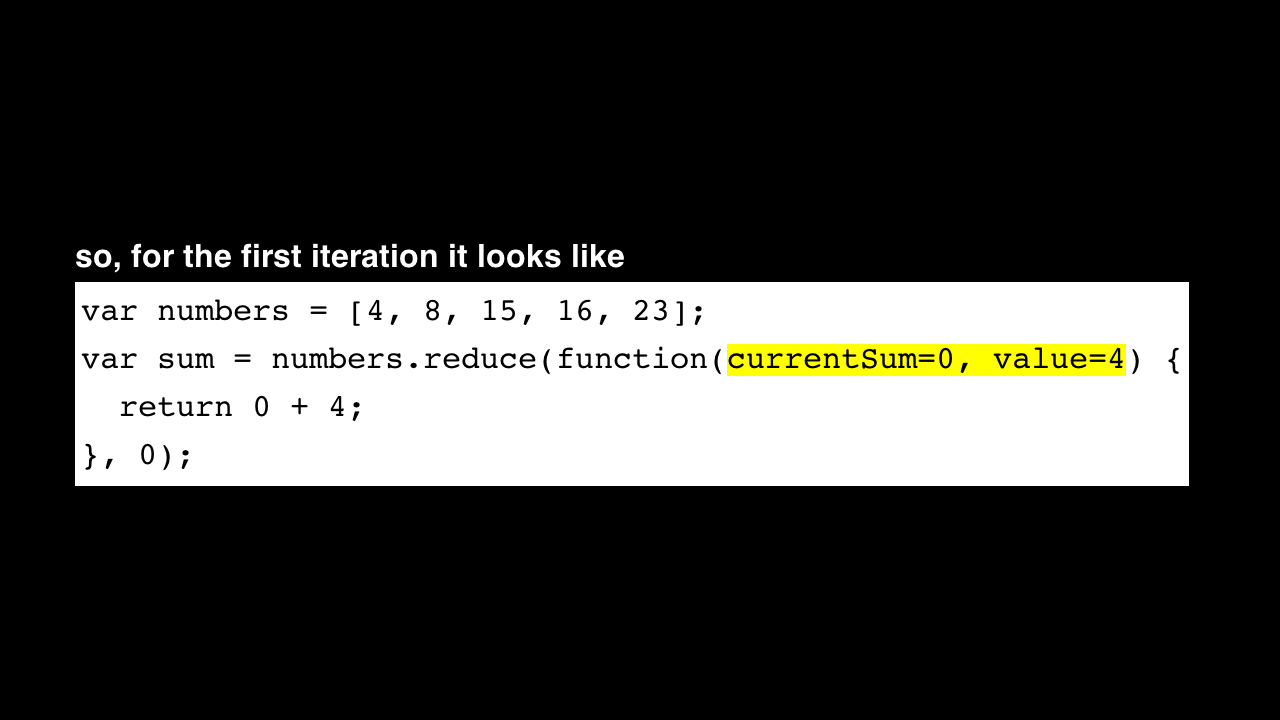 so, for the first iteration it looks like
var numbers = [4, 8, 15, 16, 23];
var sum = numbers.reduce(function(currentSum=0, value=4) {
  return 0 + 4;
}, 0);